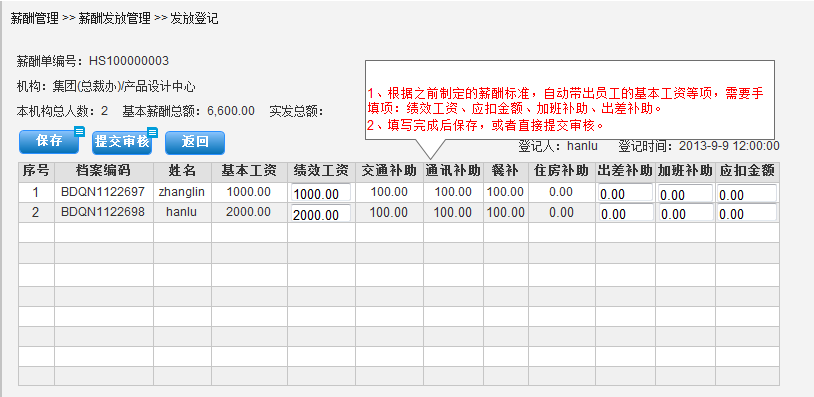 薪酬管理 >> 薪酬发放管理 >> 发放登记
薪酬单编号：HS100000003
机构：集团(总裁办)/产品设计中心
本机构总人数：2 基本薪酬总额：6,600.00 实发总额：
1、根据之前制定的薪酬标准，自动带出员工的基本工资等项，需要手
填项：绩效工资、应扣金额、加班补助、出差补助。
2、填写完成后保存，或者直接提交审核。
保存 提交审核 返回
登记人：hanlu 登记时间：2013-9-9 12:00:00
序号 档案编码 姓名 基本工资 绩效工资 交通补助 通讯补助 餐补 住房补助 出差补助 加班补助 应扣金额
1 BDQN1122697 zhanglin 1000.00 1000.00 100.00 100.00 100.00 0.00 0.00 0.00 0.00
2 BDQN1122698 hanlu 2000.00 2000.00 100.00 100.00 100.00 0.00 0.00 0.00 0.00